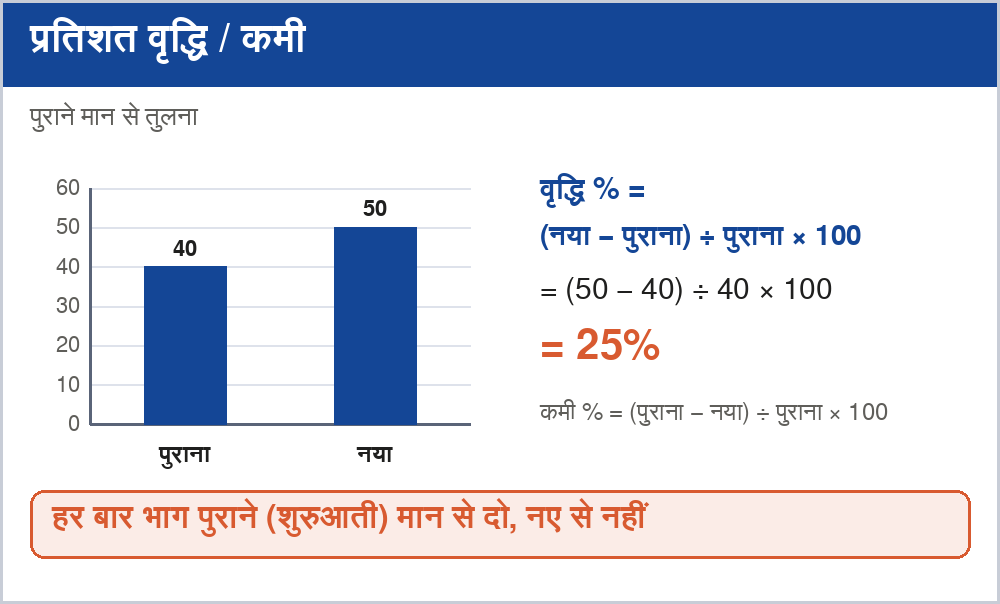 प्रतिशत वृद्धि / कमी
पुराने मान से तुलना
60
50
40
30
20
10
0
40
50
पुराना
नया
वृद्धि % =
(नया – पुराना) ÷ पुराना × 100
= (50 – 40) ÷ 40 × 100
= 25%
कमी % = (पुराना – नया) ÷ पुराना × 100
हर बार भाग पुराने (शुरुआती) मान से दो, नए से नहीं